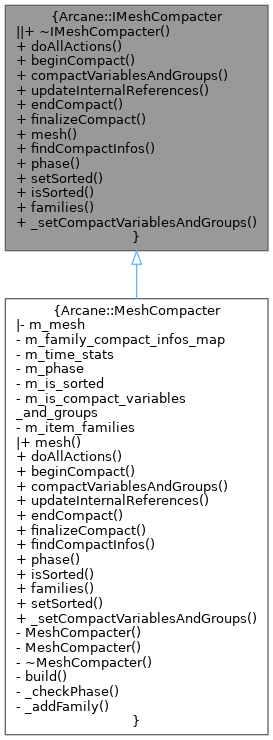 {Arcane::IMeshCompacter
||+ ~IMeshCompacter()
+ doAllActions()
+ beginCompact()
+ compactVariablesAndGroups()
+ updateInternalReferences()
+ endCompact()
+ finalizeCompact()
+ mesh()
+ findCompactInfos()
+ phase()
+ setSorted()
+ isSorted()
+ families()
+ _setCompactVariablesAndGroups()
}
{Arcane::MeshCompacter
|- m_mesh
- m_family_compact_infos_map
- m_time_stats
- m_phase
- m_is_sorted
- m_is_compact_variables
_and_groups
- m_item_families
|+ mesh()
+ doAllActions()
+ beginCompact()
+ compactVariablesAndGroups()
+ updateInternalReferences()
+ endCompact()
+ finalizeCompact()
+ findCompactInfos()
+ phase()
+ isSorted()
+ families()
+ setSorted()
+ _setCompactVariablesAndGroups()
- MeshCompacter()
- MeshCompacter()
- ~MeshCompacter()
- build()
- _checkPhase()
- _addFamily()
}